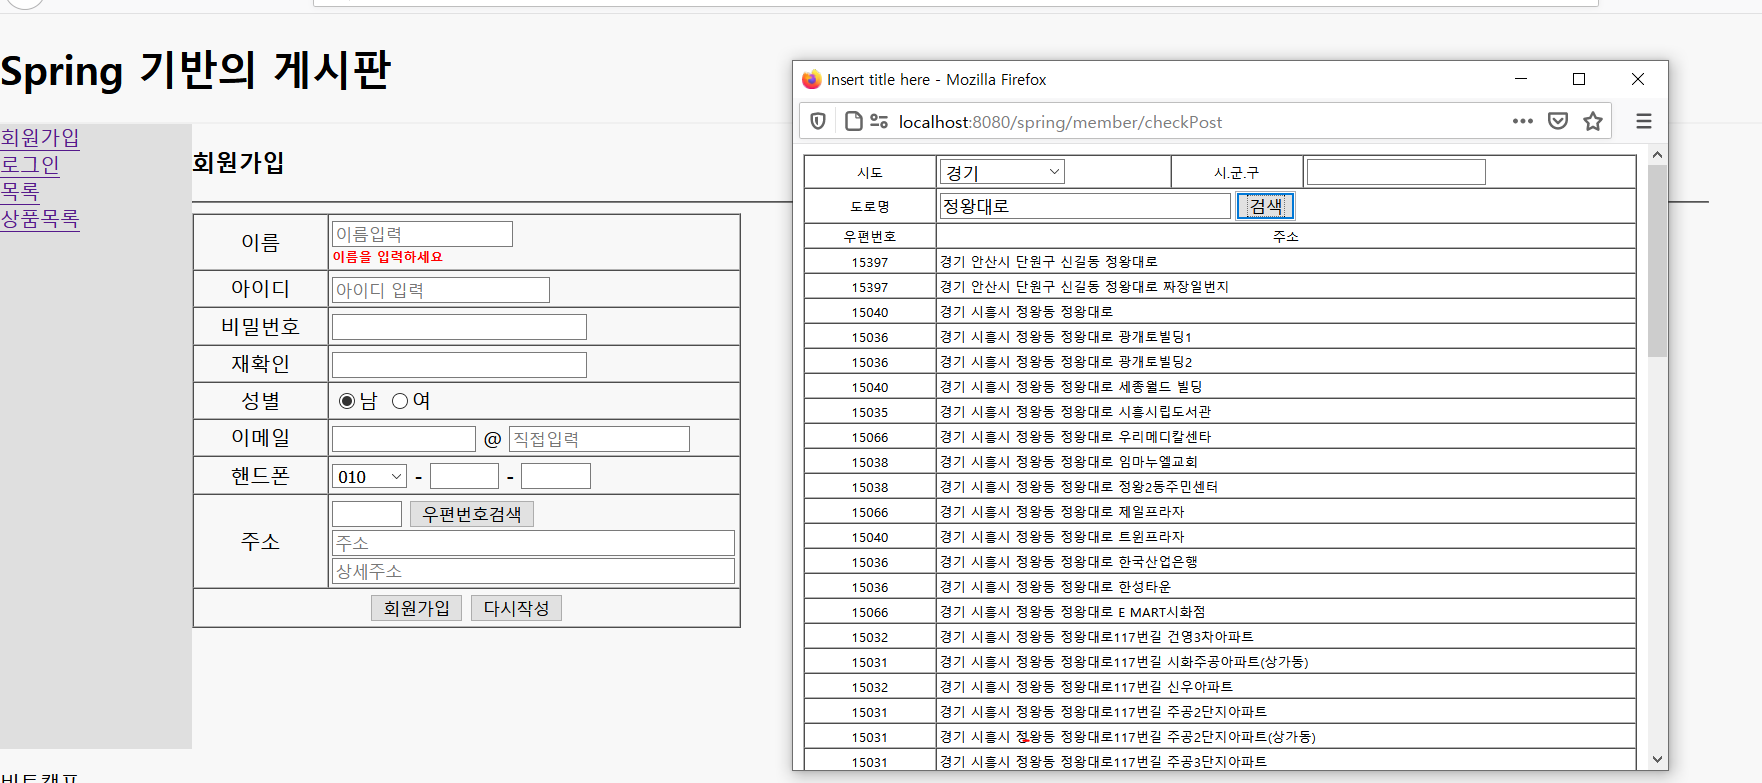 Spring 기반의 게시판
회원가입
로그인
목록
상품목록
회원가입
이름 이름입력
이름을 입력하세요
아이디 아이디 입력
비밀번호
재확인
성별 남 여
이메일 @ 직접입력
핸드폰 010 - -
주소 우편번호검색
주소
상세주소
회원가입 다시작성
Insert title here - Mozilla Firefox
localhost:8080/spring/member/checkPost
시도 경기 시.군.구
도로명 정왕대로 검색
우편번호 주소
15397 경기 안산시 단원구 신길동 정왕대로
15397 경기 안산시 단원구 신길동 정왕대로 짜장일번지
15040 경기 시흥시 정왕동 정왕대로
15036 경기 시흥시 정왕동 정왕대로 광개토빌딩1
15036 경기 시흥시 정왕동 정왕대로 광개토빌딩2
15040 경기 시흥시 정왕동 정왕대로 세종월드 빌딩
15035 경기 시흥시 정왕동 정왕대로 시흥시립도서관
15066 경기 시흥시 정왕동 정왕대로 우리메디칼센타
15038 경기 시흥시 정왕동 정왕대로 임마누엘교회
15038 경기 시흥시 정왕동 정왕대로 정왕2동주민센터
15066 경기 시흥시 정왕동 정왕대로 제일프라자
15040 경기 시흥시 정왕동 정왕대로 트윈프라자
15036 경기 시흥시 정왕동 정왕대로 한국산업은행
15036 경기 시흥시 정왕동 정왕대로 한성타운
15066 경기 시흥시 정왕동 정왕대로 E MART시화점
15032 경기 시흥시 정왕동 정왕대로117번길 건영3차아파트
15031 경기 시흥시 정왕동 정왕대로117번길 시화주공아파트(상가동)
15032 경기 시흥시 정왕동 정왕대로117번길 신우아파트
15031 경기 시흥시 정왕동 정왕대로117번길 주공2단지아파트
15031 경기 시흥시 정왕동 정왕대로117번길 주공2단지아파트(상가동)
15031 경기 시흥시 정왕동 정왕대로117번길 주공3단지아파트